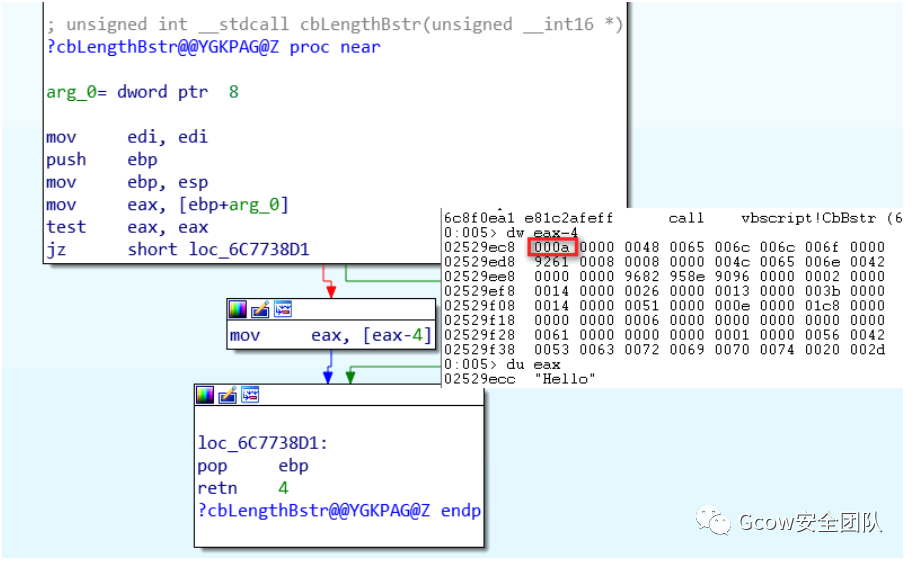 ; unsigned int __stdcall cbLengthBstr(unsigned __int16 *)
?cbLengthBstr@@YGKPAG@Z proc near
arg_0= dword ptr  8
mov     edi, edi
push    ebp
mov     ebp, esp
mov     eax, [ebp+arg_0]
test    eax, eax
jz      short loc_6C7738D1
mov     eax, [eax-4]
loc_6C7738D1:
pop     ebp
retn    4
?cbLengthBstr@@YGKPAG@Z endp
6c8f0ea1 e81c2afeff      call    vbscript!CbBstr (6
0:005> dw eax-4
02529ec8  000a 0000 0048 0065 006c 006c 006f 0000
02529ed8  9261 0008 0008 0000 004c 0065 006e 0042
02529ee8  0000 0000 9682 958e 9096 0000 0002 0000
02529ef8  0014 0000 0026 0000 0013 0000 003b 0000
02529f08  0014 0000 0051 0000 000e 0000 01c8 0000
02529f18  0000 0000 0006 0000 0000 0000 0000 0000
02529f28  0061 0000 0000 0000 0001 0000 0056 0042
02529f38  0053 0063 0072 0069 0070 0074 0020 002d
0:005> du eax
02529ecc  "Hello"
Gcow安全团队